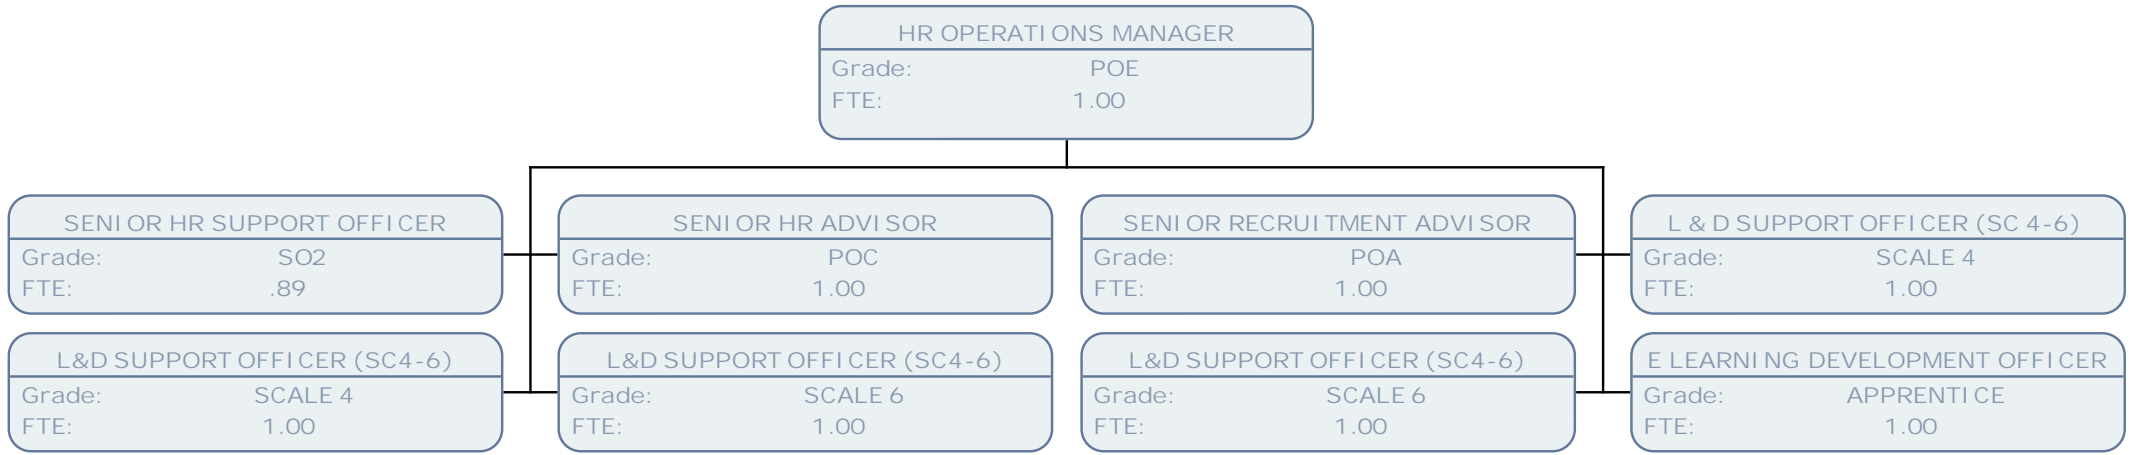 HR OPERATIONS MANAGER
Grade: POE
FTE: 1.00
SENIOR HR SUPPORT OFFICER
Grade: SO2
FTE: .89
SENIOR HR ADVISOR
Grade: POC
FTE: 1.00
SENIOR RECRUITMENT ADVISOR
Grade: POA
FTE: 1.00
L & D SUPPORT OFFICER (SC 4-6)
Grade: SCALE 4
FTE: 1.00
L&D SUPPORT OFFICER (SC4-6)
Grade: SCALE 4
FTE: 1.00
L&D SUPPORT OFFICER (SC4-6)
Grade: SCALE 6
FTE: 1.00
L&D SUPPORT OFFICER (SC4-6)
Grade: SCALE 6
FTE: 1.00
E LEARNING DEVELOPMENT OFFICER
Grade: APPRENTICE
FTE: 1.00